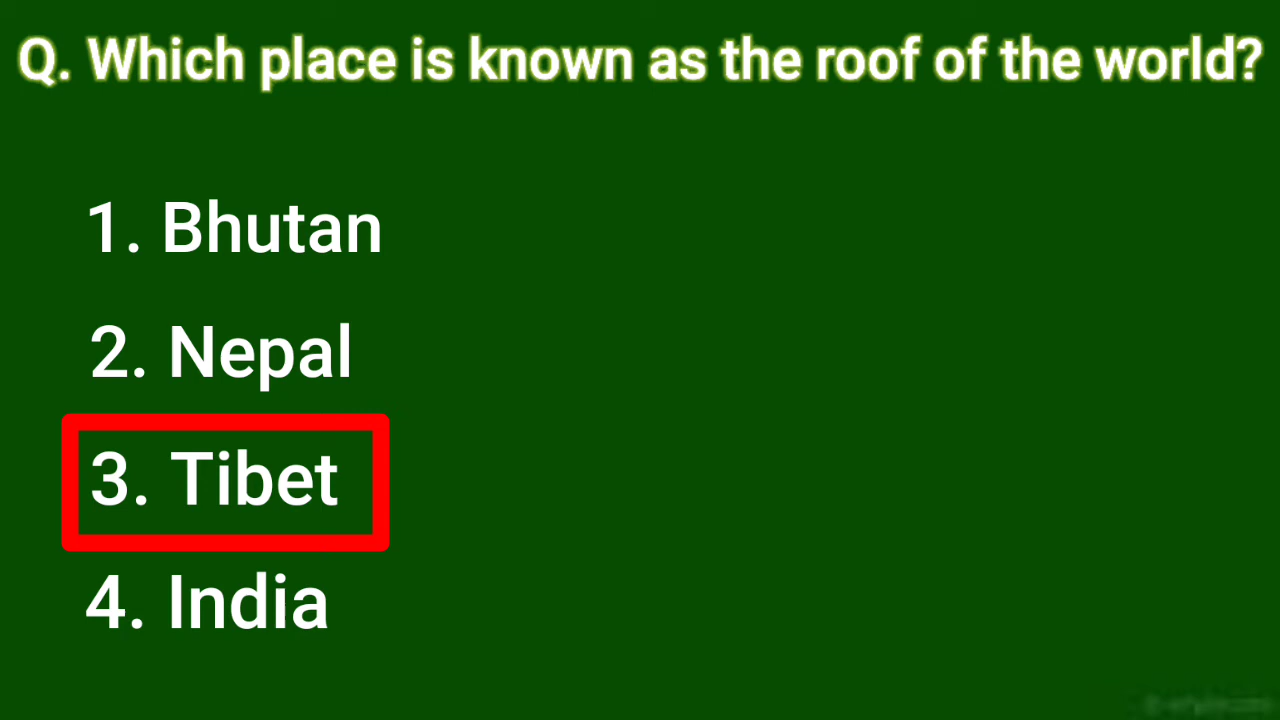 Q. Which place is known as the roof of the world?
1. Bhutan
2. Nepal
3. Tibet
4. India